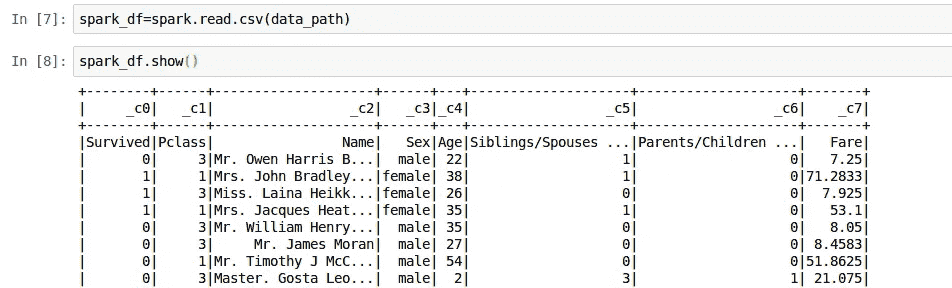 In [7]: spark_df=spark.read.csv(data_path)
In [8]: spark_df.show()
+--------+------+--------------------+------+---+--------------------+--------------------+-------+
|     _c0|   _c1|                 _c2|   _c3|_c4|                 _c5|                 _c6|    _c7|
+--------+------+--------------------+------+---+--------------------+--------------------+-------+
|Survived|Pclass|                Name|   Sex|Age|Siblings/Spouses ...|Parents/Children ...|   Fare|
|       0|     3|Mr. Owen Harris B...|  male| 22|                   1|                   0|   7.25|
|       1|     1|Mrs. John Bradley...|female| 38|                   1|                   0|71.2833|
|       1|     3|Miss. Laina Heikk...|female| 26|                   0|                   0|  7.925|
|       1|     1|Mrs. Jacques Heat...|female| 35|                   1|                   0|   53.1|
|       0|     3|Mr. William Henry...|  male| 35|                   0|                   0|   8.05|
|       0|     3|     Mr. James Moran|  male| 27|                   0|                   0| 8.4583|
|       0|     1|Mr. Timothy J McC...|  male| 54|                   0|                   0|51.8625|
|       0|     3|Master. Gosta Leo...|  male|  2|                   3|                   1| 21.075|